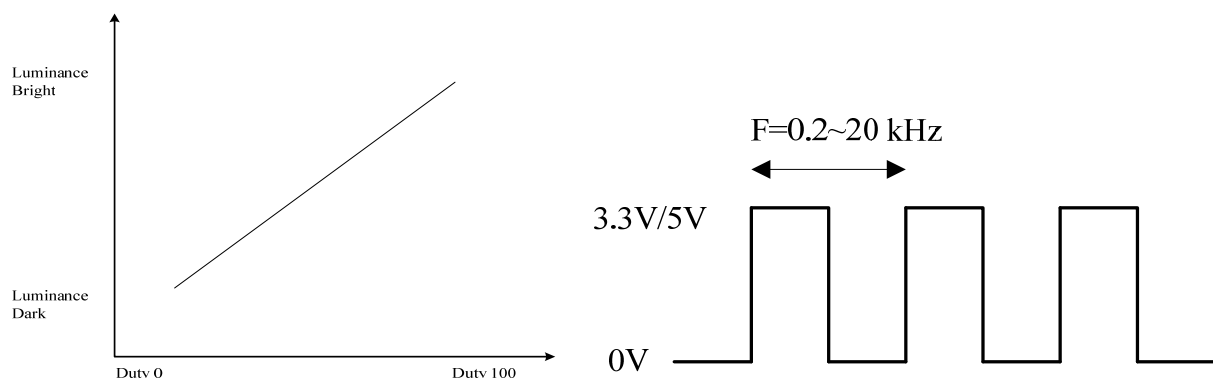 Luminance
Bright
Luminance
Dark
Duty 0
Duty 100
F=0.2~20 kHz
3.3V/5V
0V